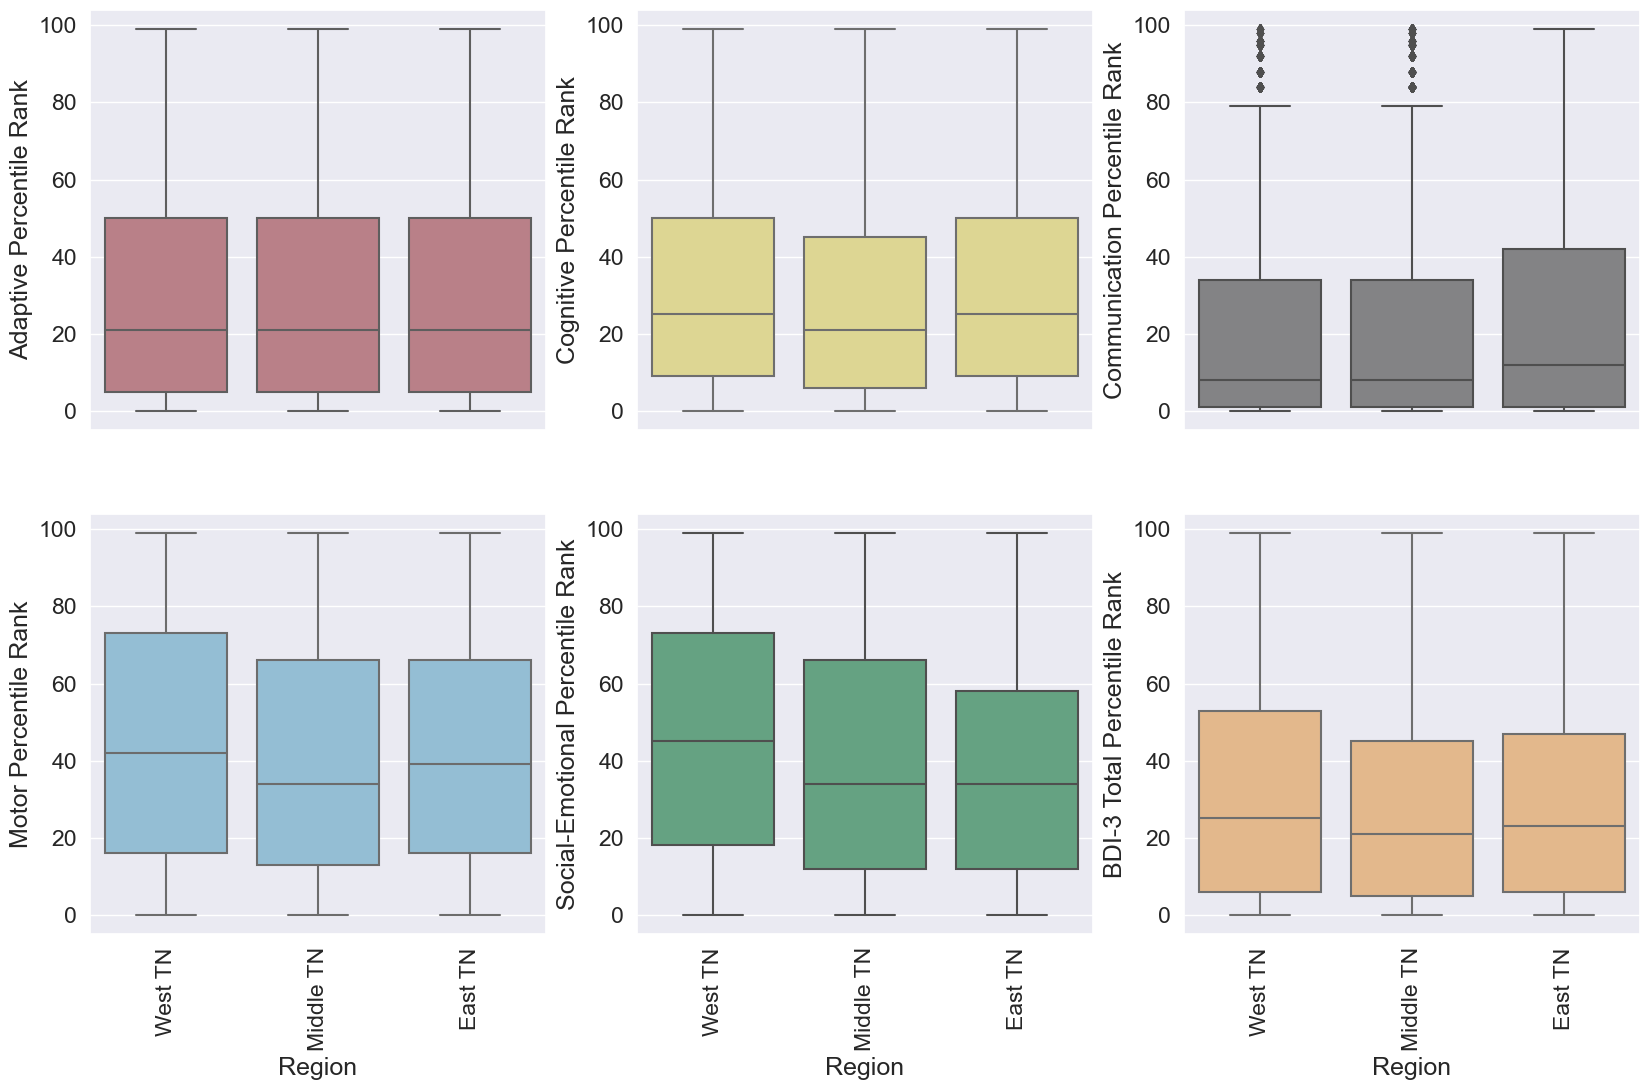 Adaptive Percentile Rank
100
80
60
40
20
0
Cognitive Percentile Rank
100
80
60
40
20
0
Communication Percentile Rank
100
80
60
40
20
0
Motor Percentile Rank
100
80
60
40
20
0
West TN
Middle TN
East TN
Region
Social-Emotional Percentile Rank
100
80
60
40
20
0
West TN
Middle TN
East TN
Region
BDI-3 Total Percentile Rank
100
80
60
40
20
0
West TN
Middle TN
East TN
Region